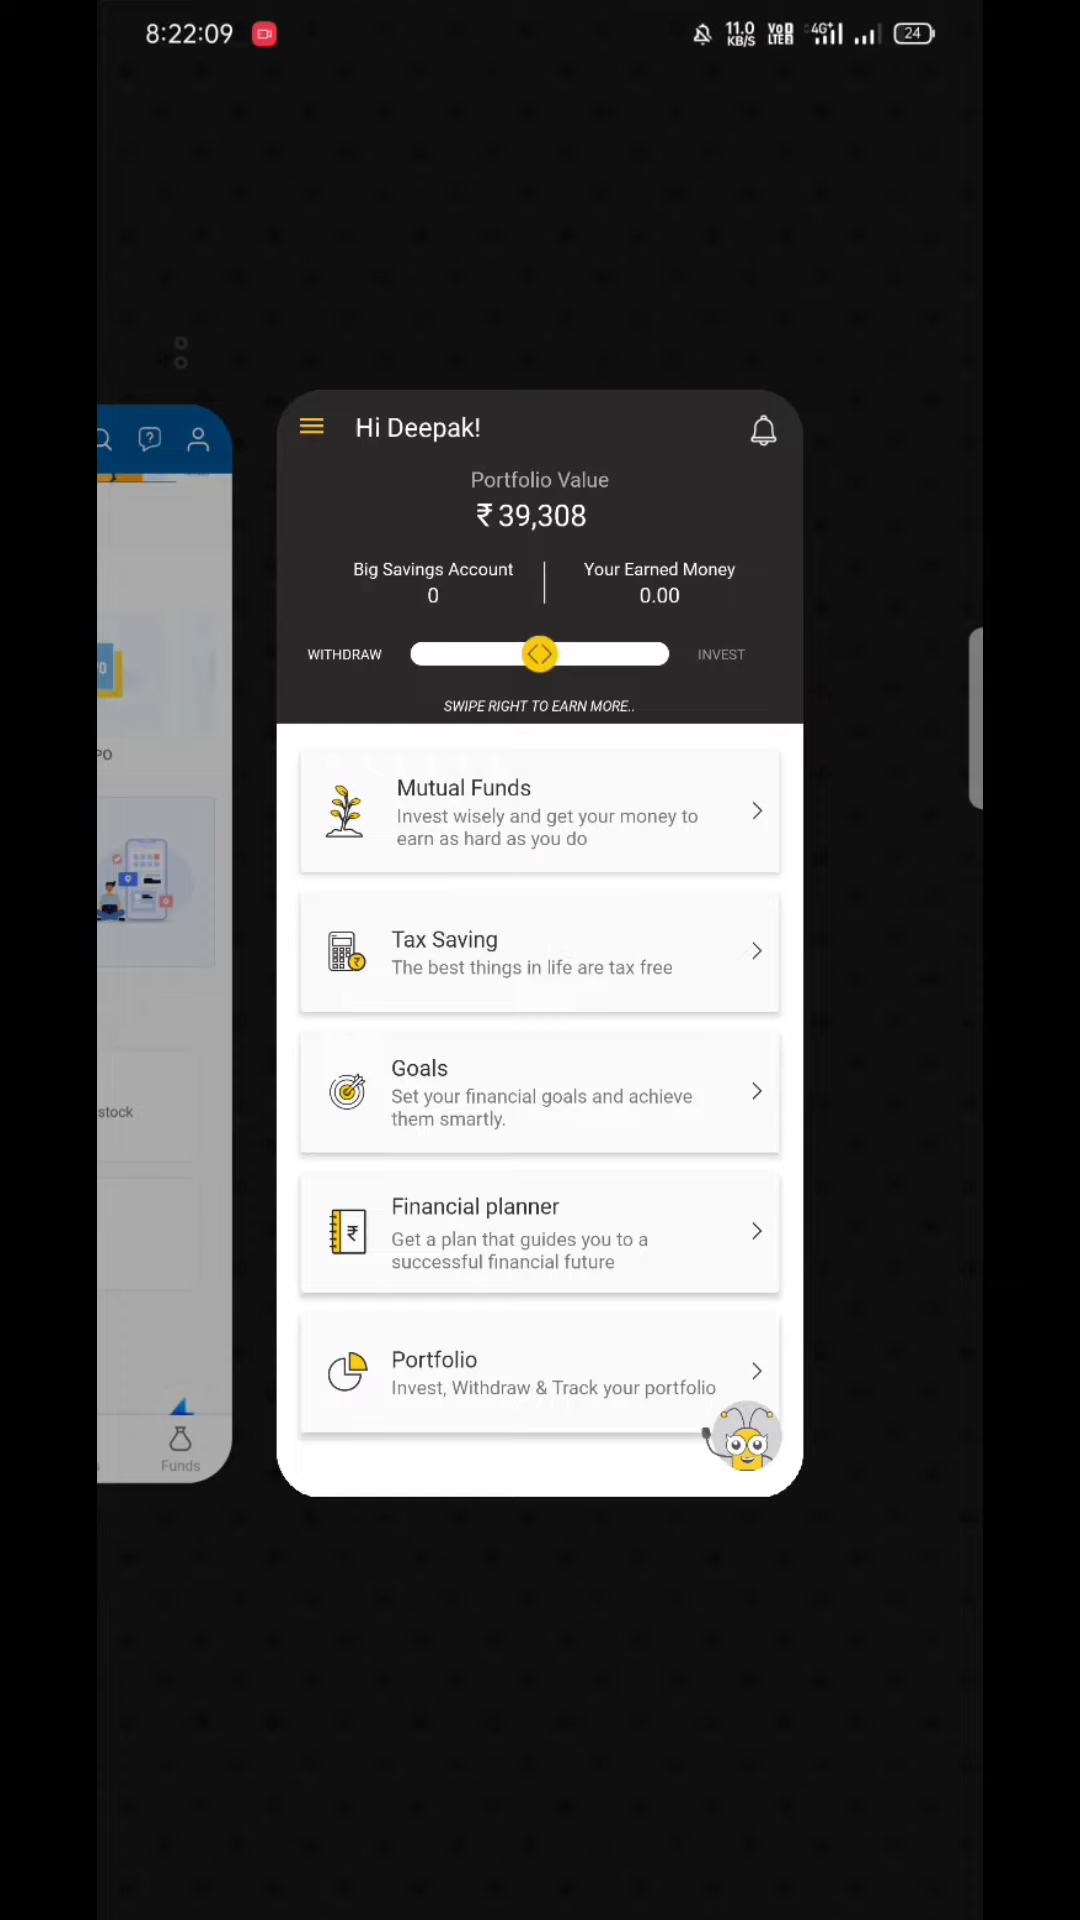 8:22:09
11.0
KB/S
VoD
LTE2
4G+
24
Hi Deepak!
Portfolio Value
₹ 39,308
Big Savings Account
Your Earned Money
0
0.00
WITHDRAW
INVEST
SWIPE RIGHT TO EARN MORE..
PO
Mutual Funds
Invest wisely and get your money to
earn as hard as you do
Tax Saving
The best things in life are tax free
Goals
Set your financial goals and achieve
them smartly.
stock
Financial planner
Get a plan that guides you to a
successful financial future
Portfolio
Invest, Withdraw & Track your portfolio
Funds